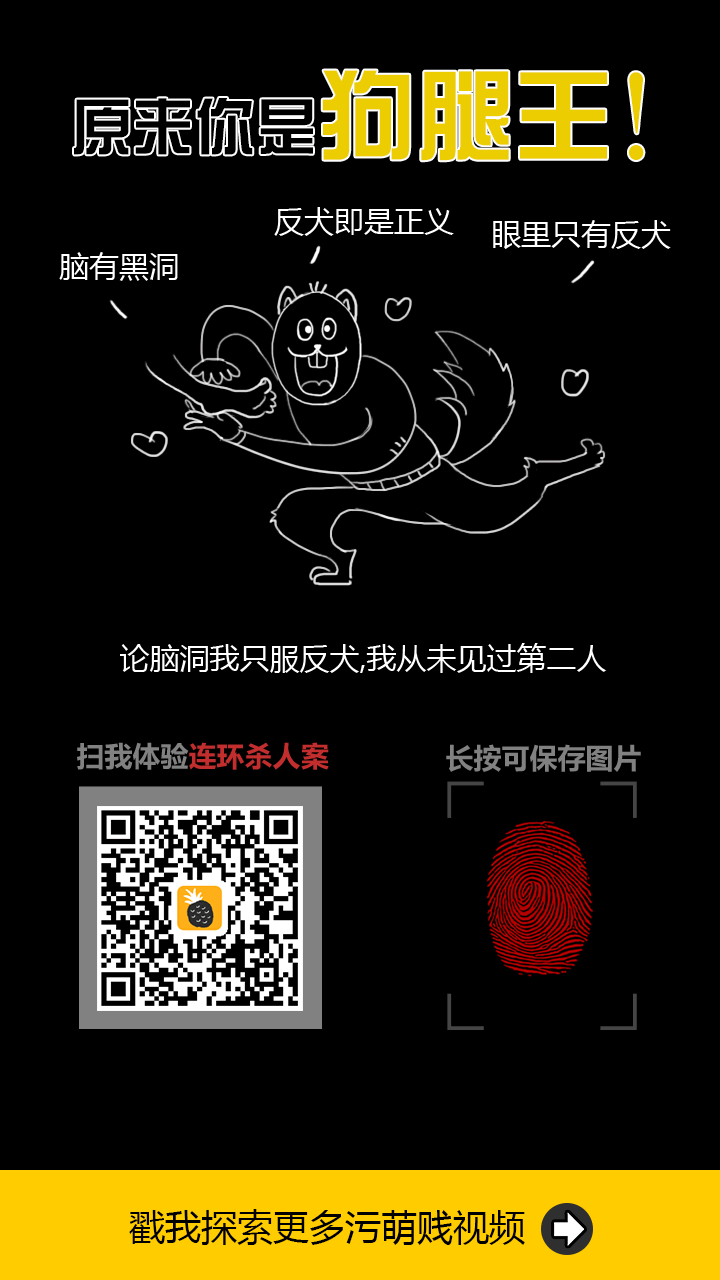 原来你是狗腿王!
反犬即是正义
眼里只有反犬
脑有黑洞
论脑洞我只服反犬,我从未见过第二人
扫我体验连环杀人案
长按可保存图片
戳我探索更多污萌贱视频